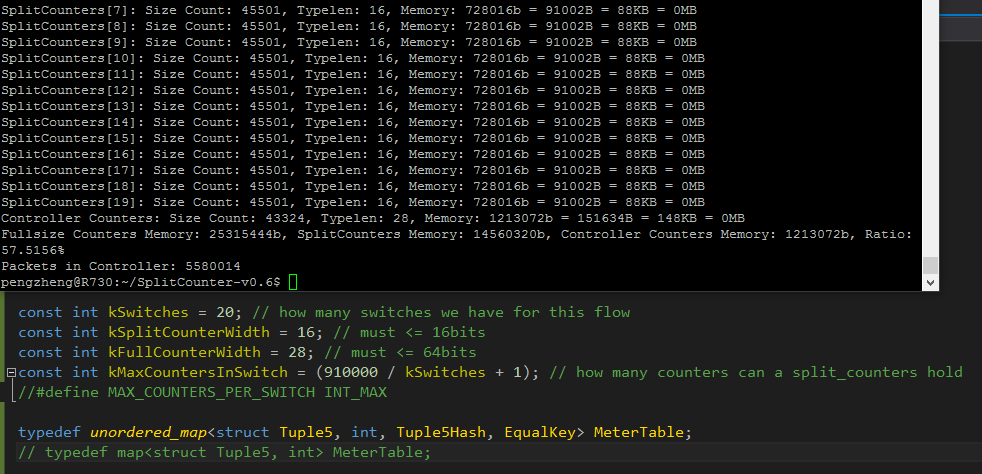 SplitCounters[7]: Size Count: 45501, Typelen: 16, Memory: 728016b = 91002B = 88KB = 0MB
SplitCounters[8]: Size Count: 45501, Typelen: 16, Memory: 728016b = 91002B = 88KB = 0MB
SplitCounters[9]: Size Count: 45501, Typelen: 16, Memory: 728016b = 91002B = 88KB = 0MB
SplitCounters[10]: Size Count: 45501, Typelen: 16, Memory: 728016b = 91002B = 88KB = 0MB
SplitCounters[11]: Size Count: 45501, Typelen: 16, Memory: 728016b = 91002B = 88KB = 0MB
SplitCounters[12]: Size Count: 45501, Typelen: 16, Memory: 728016b = 91002B = 88KB = 0MB
SplitCounters[13]: Size Count: 45501, Typelen: 16, Memory: 728016b = 91002B = 88KB = 0MB
SplitCounters[14]: Size Count: 45501, Typelen: 16, Memory: 728016b = 91002B = 88KB = 0MB
SplitCounters[15]: Size Count: 45501, Typelen: 16, Memory: 728016b = 91002B = 88KB = 0MB
SplitCounters[16]: Size Count: 45501, Typelen: 16, Memory: 728016b = 91002B = 88KB = 0MB
SplitCounters[17]: Size Count: 45501, Typelen: 16, Memory: 728016b = 91002B = 88KB = 0MB
SplitCounters[18]: Size Count: 45501, Typelen: 16, Memory: 728016b = 91002B = 88KB = 0MB
SplitCounters[19]: Size Count: 45501, Typelen: 16, Memory: 728016b = 91002B = 88KB = 0MB
Controller Counters: Size Count: 43324, Typelen: 28, Memory: 1213072b = 151634B = 148KB = 0MB
Fullsize Counters Memory: 25315444b, SplitCounters Memory: 14560320b, Controller Counters Memory: 1213072b, Ratio:
57.5156%
Packets in Controller: 5580014
pengzheng@R730:~/SplitCounter-v0.6$
const int kSwitches = 20; // how many switches we have for this flow
const int kSplitCounterWidth = 16; // must <= 16bits
const int kFullCounterWidth = 28; // must <= 64bits
const int kMaxCountersInSwitch = (910000 / kSwitches + 1); // how many counters can a split_counters hold
//#define MAX_COUNTERS_PER_SWITCH INT_MAX
typedef unordered_map<struct Tuple5, int, Tuple5Hash, EqualKey> MeterTable;
// typedef map<struct Tuple5, int> MeterTable;